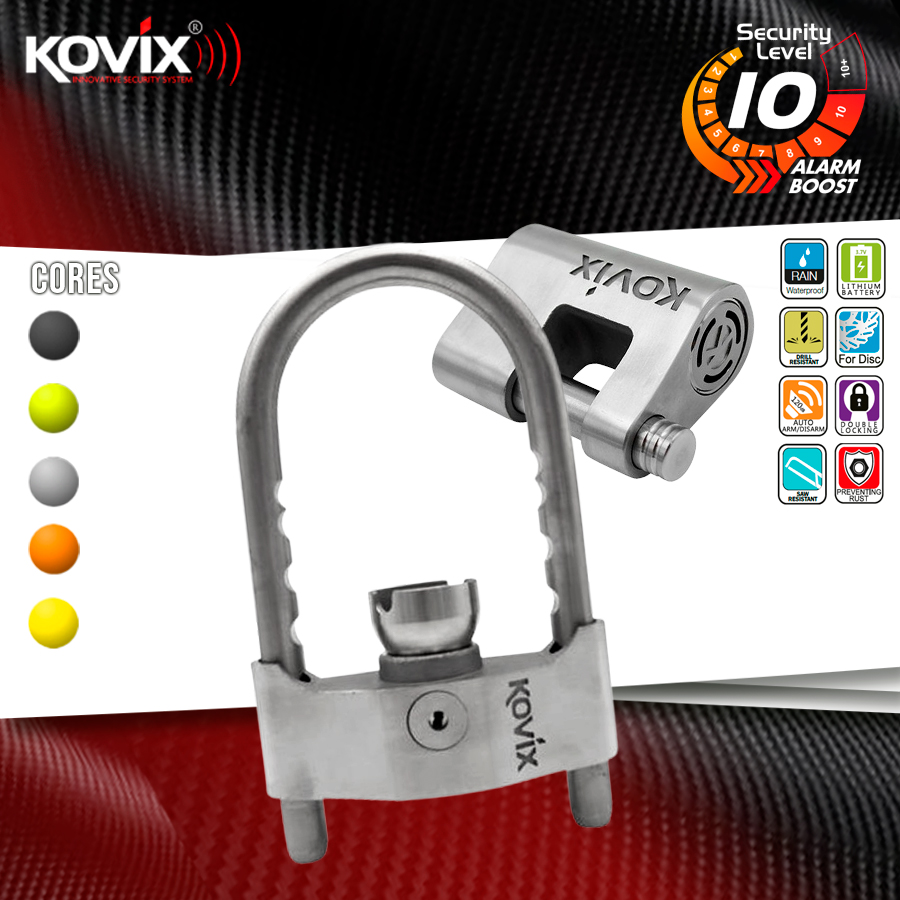 KOVIX®
INNOVATIVE SECURITY SYSTEM
Security
Level
1 2 3 4 5 6 7 8 9 10 10+
10
ALARM
BOOST
CORES
KOVIX
RAIN
Waterproof
3.7V
LITHIUM
BATTERY
DRILL
RESISTANT
For Disc
120db
AUTO
ARM/DISARM
DOUBLE
LOCKING
SAW
RESISTANT
PREVENTING
RUST
KOVIX